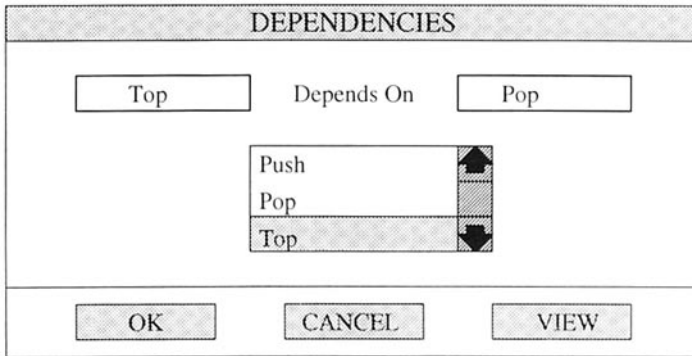 DEPENDENCIES
Top Depends On Pop
Push
Pop
Top
OK CANCEL VIEW